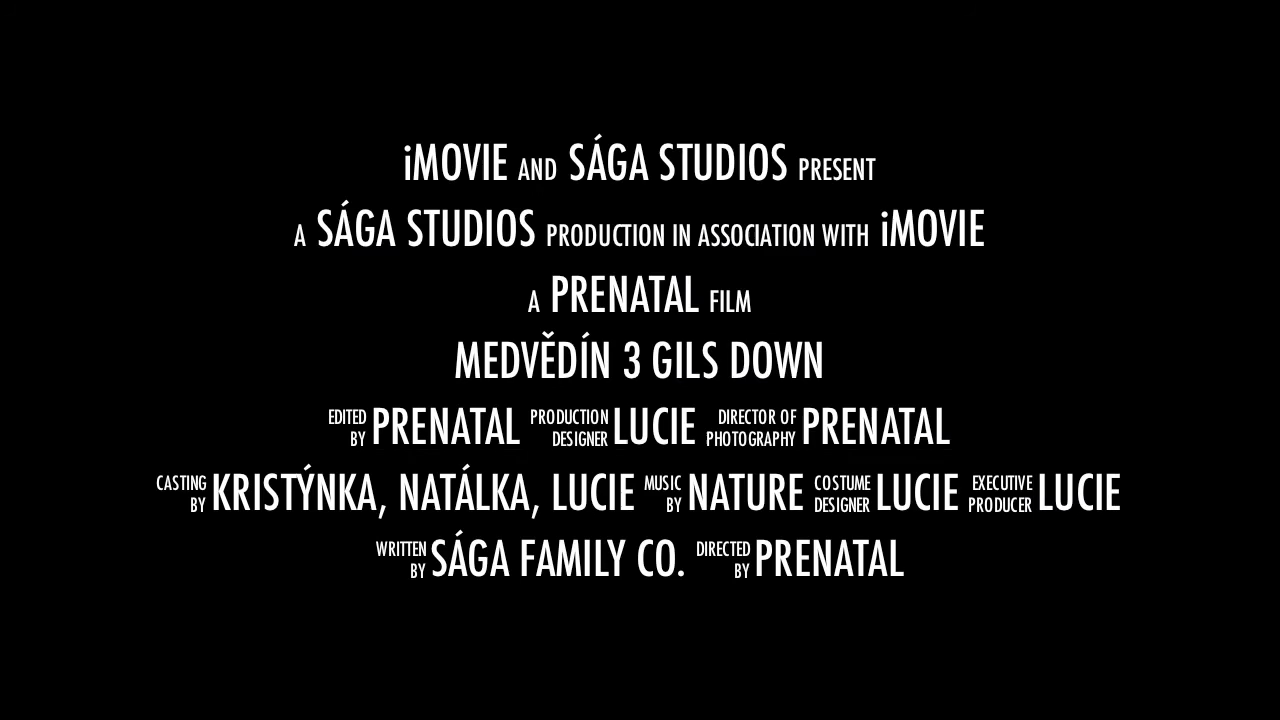 iMOVIE AND SÁGA STUDIOS PRESENT
A SÁGA STUDIOS PRODUCTION IN ASSOCIATION WITH iMOVIE
A PRENATAL FILM
MEDVĚDÍN 3 GILS DOWN
EDITED BY PRENATAL PRODUCTION DESIGNER LUCIE DIRECTOR OF PHOTOGRAPHY PRENATAL
CASTING BY KRISTÝNKA, NATÁLKA, LUCIE MUSIC BY NATURE COSTUME DESIGNER LUCIE EXECUTIVE PRODUCER LUCIE
WRITTEN BY SÁGA FAMILY CO. DIRECTED BY PRENATAL